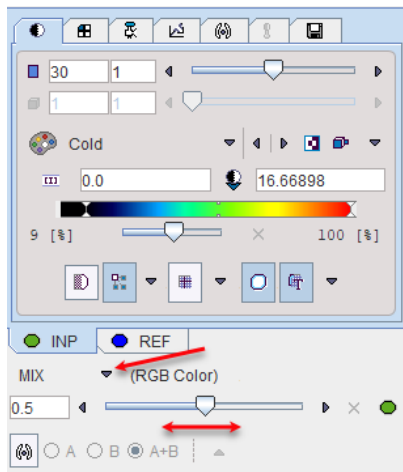 30 1
1 1
Cold
0.0 16.66898
9 [%] 100 [%]
INP REF
MIX (RGB Color)
0.5
A B A+B